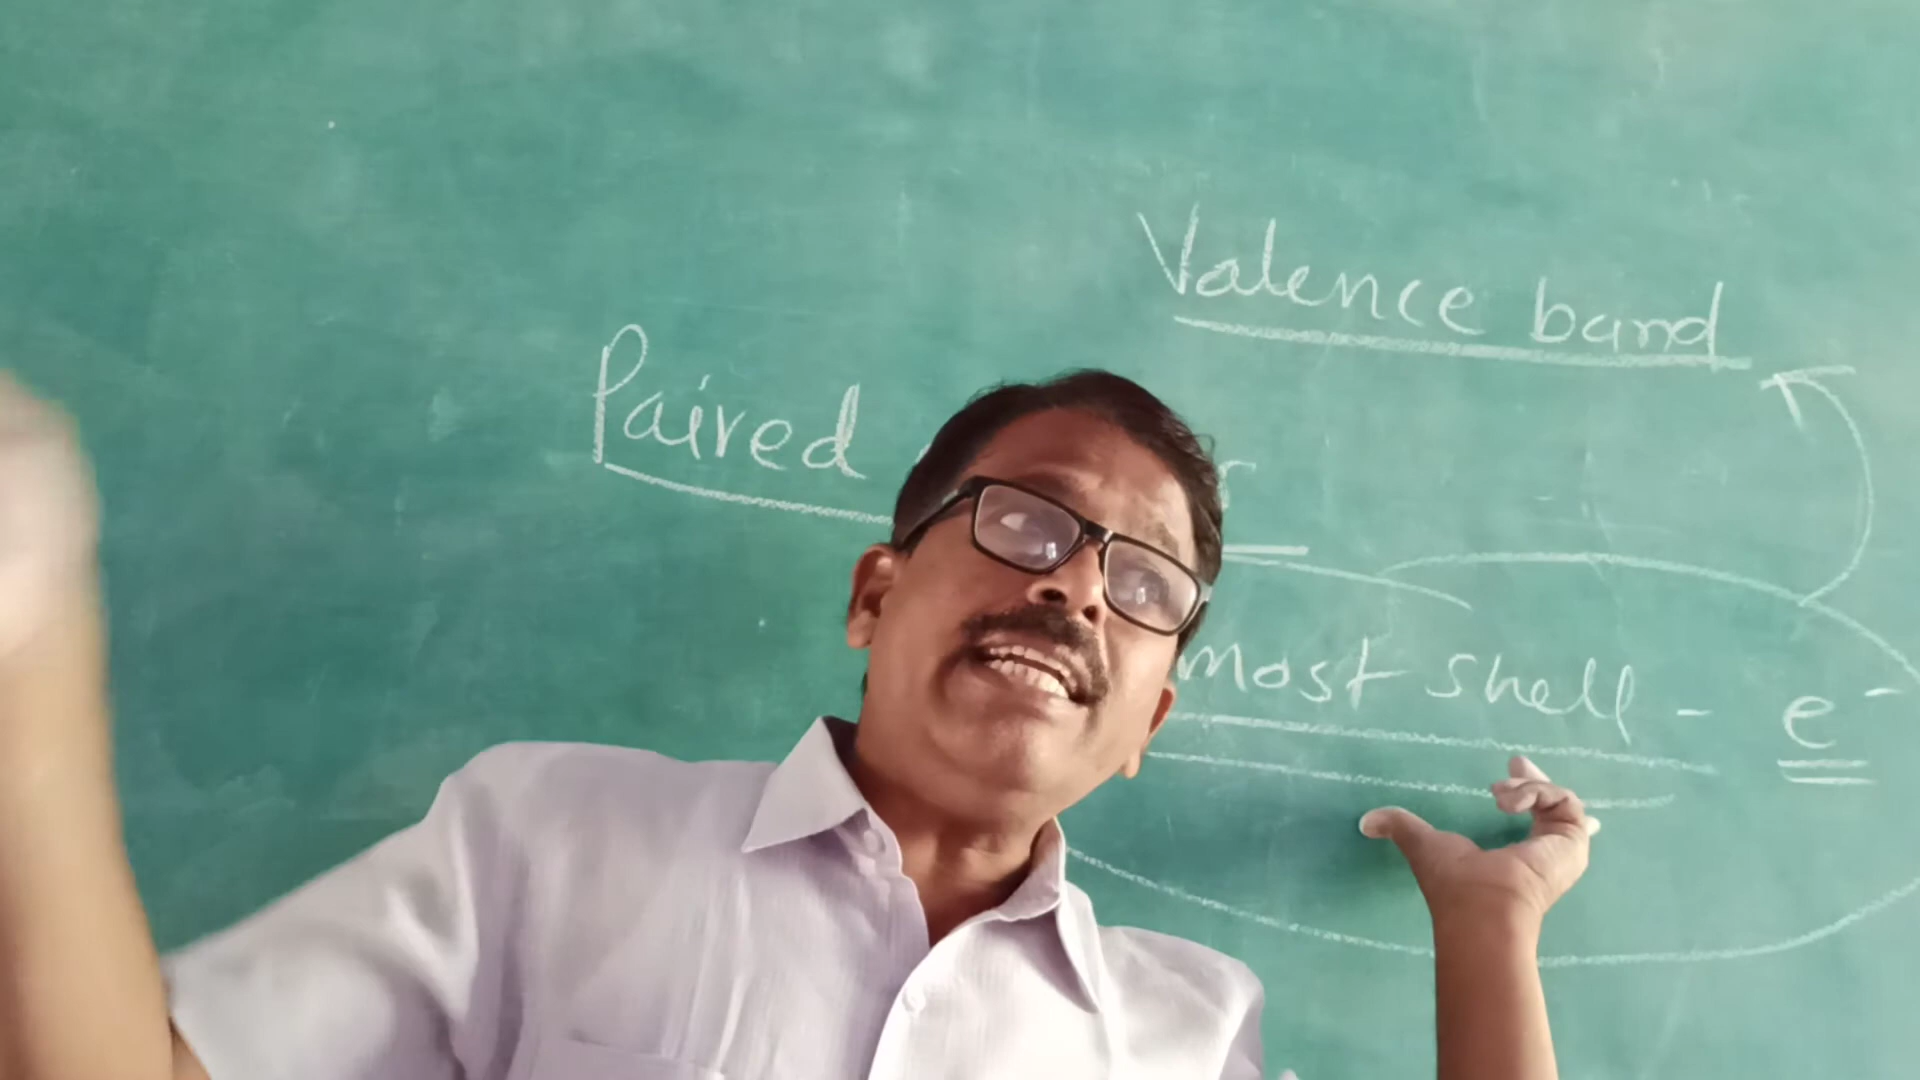 Valence band
Paired
most shell - e⁻